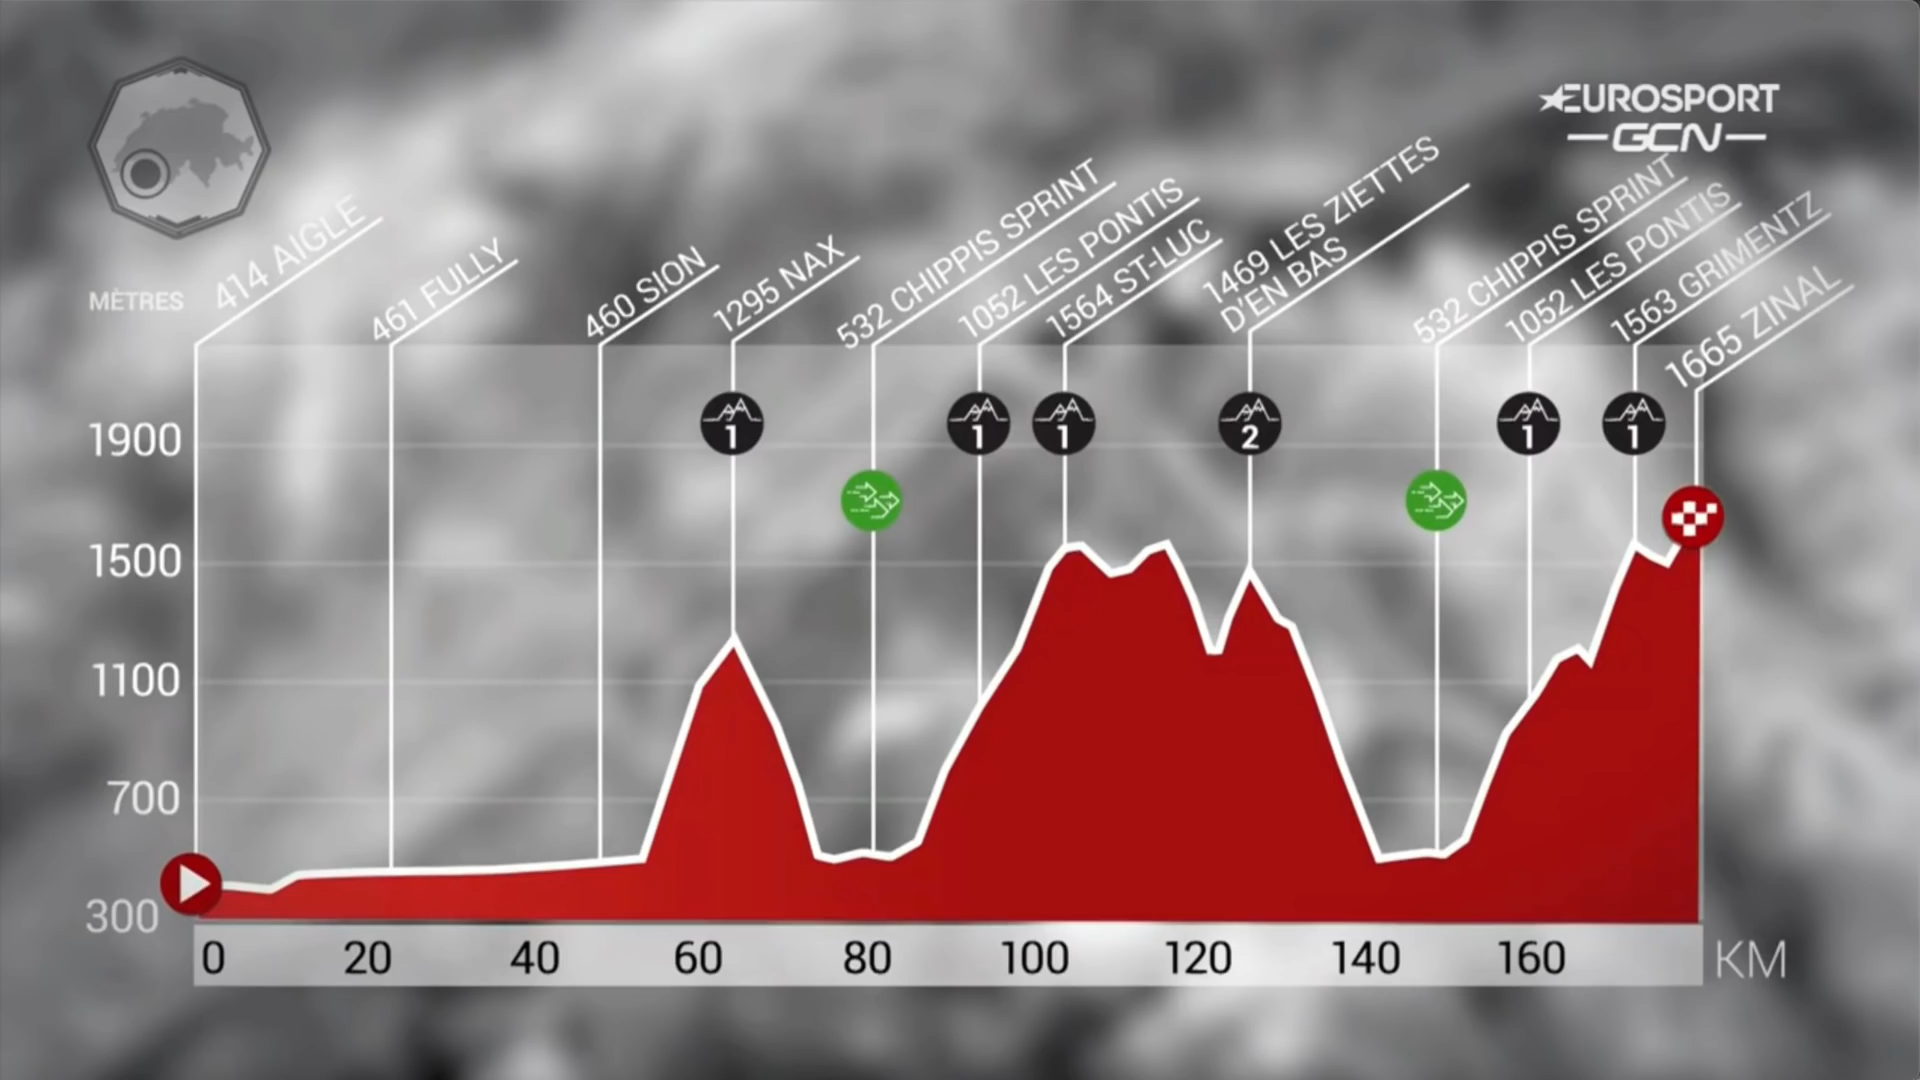 EUROSPORT
GCN
MÈTRES
414 AIGLE
461 FULLY
460 SION
1295 NAX
532 CHIPPIS SPRINT
1052 LES PONTIS
1564 ST-LUC
1469 LES ZIETTES
D'EN BAS
532 CHIPPIS SPRINT
1052 LES PONTIS
1563 GRIMENTZ
1665 ZINAL
1900
1500
1100
700
300
1
1
1
2
1
1
0 20 40 60 80 100 120 140 160 KM